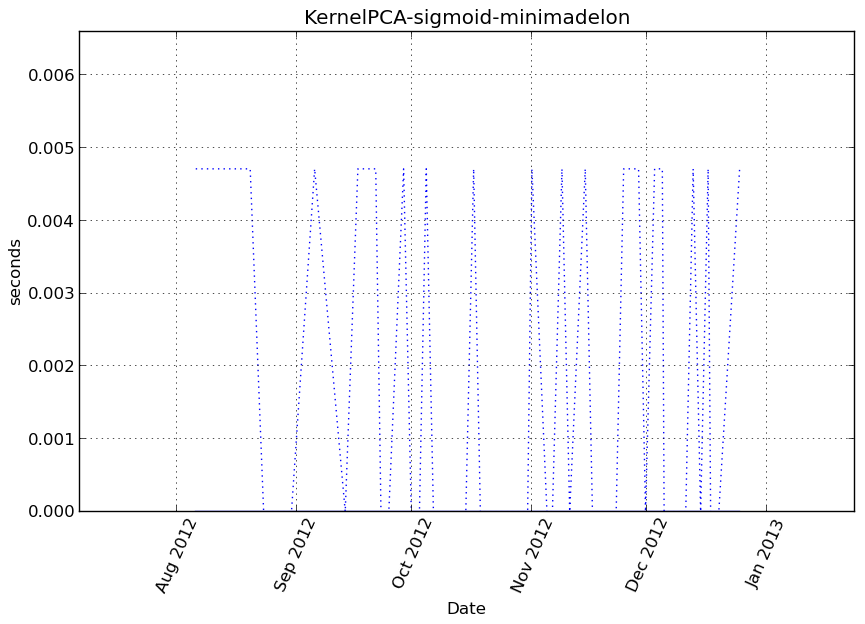 KernelPCA-sigmoid-minimadelon
0.006
0.005
0.004
0.003
0.002
0.001
0.000
seconds
Aug 2012
Sep 2012
Oct 2012
Nov 2012
Dec 2012
Jan 2013
Date